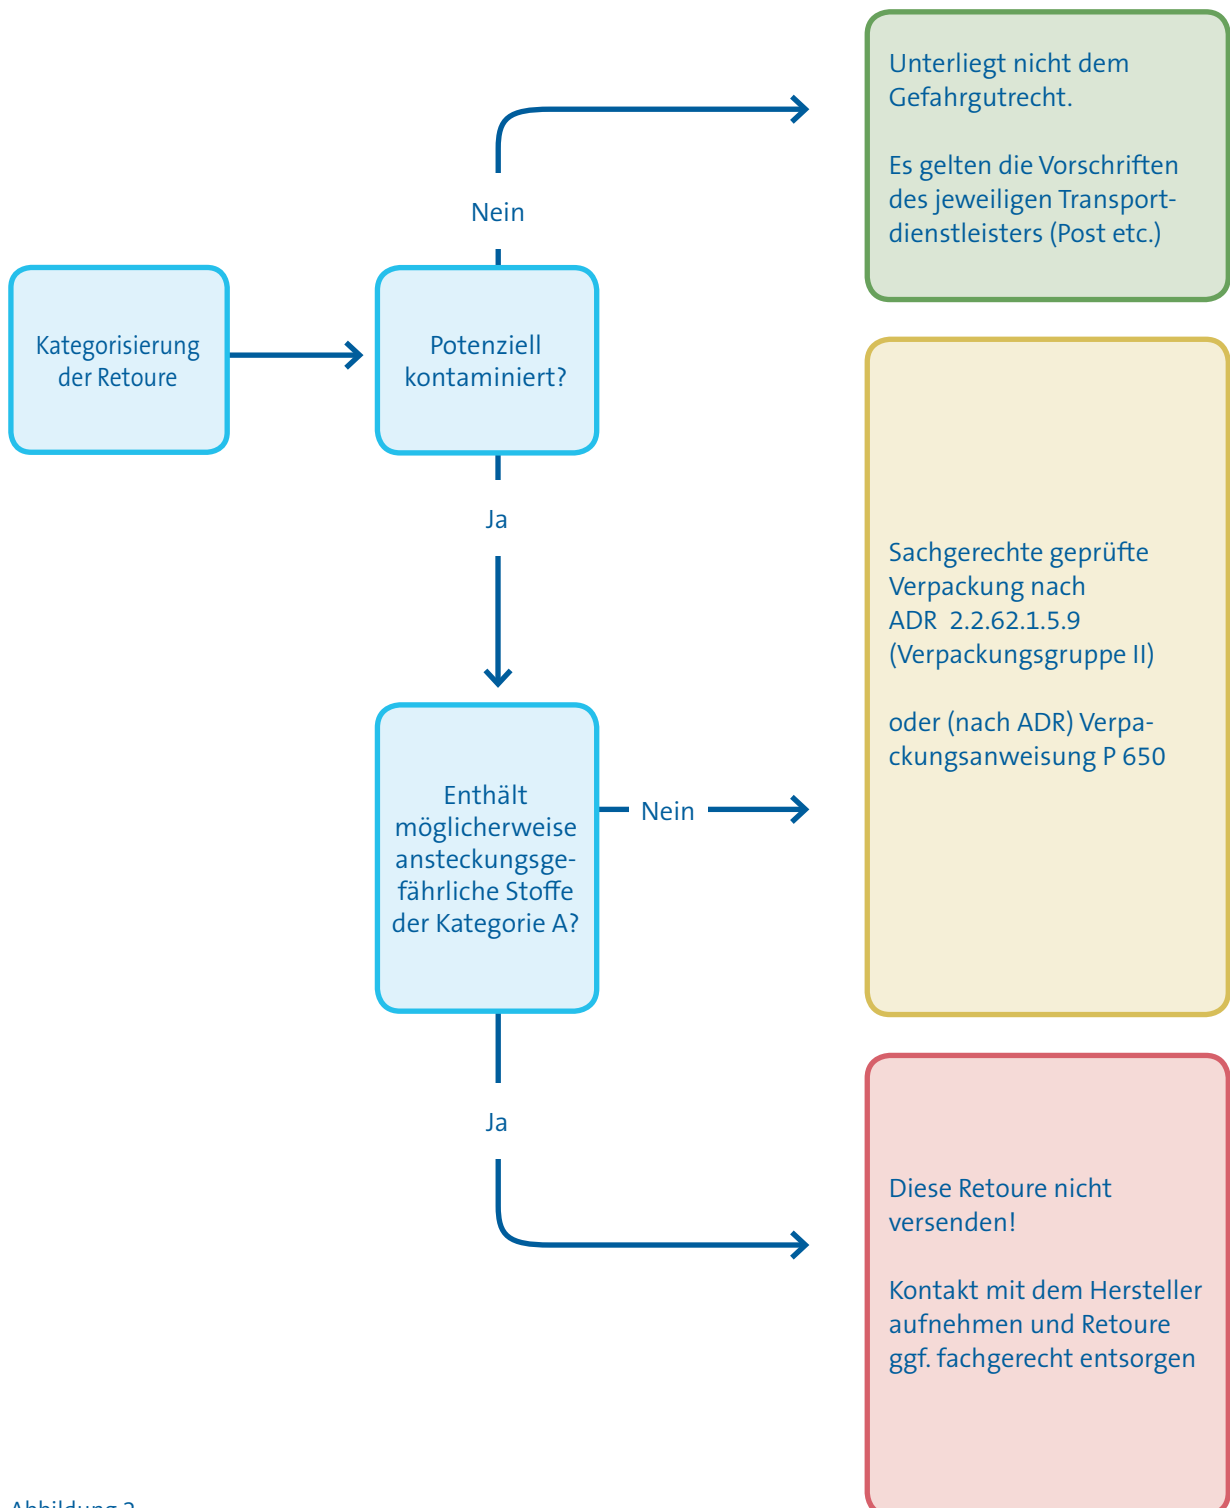 Unterliegt nicht dem
Gefahrgutrecht.
Es gelten die Vorschriften
des jeweiligen Transport-
dienstleisters (Post etc.)
Nein
Kategorisierung
der Retoure
Potenziell
kontaminiert?
Ja
Sachgerechte geprüfte
Verpackung nach
ADR 2.2.62.1.5.9
(Verpackungsgruppe II)
oder (nach ADR) Verpa-
ckungsanweisung P 650
Enthält
möglicherweise
ansteckungsge-
fährliche Stoffe
der Kategorie A?
Nein
Ja
Diese Retoure nicht
versenden!
Kontakt mit dem Hersteller
aufnehmen und Retoure
ggf. fachgerecht entsorgen
Abbildung 2